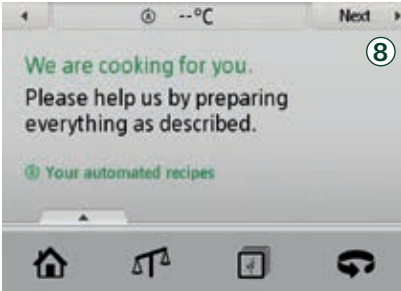 Ⓐ --°C Next
⑧
We are cooking for you.
Please help us by preparing
everything as described.
Ⓐ Your automated recipes